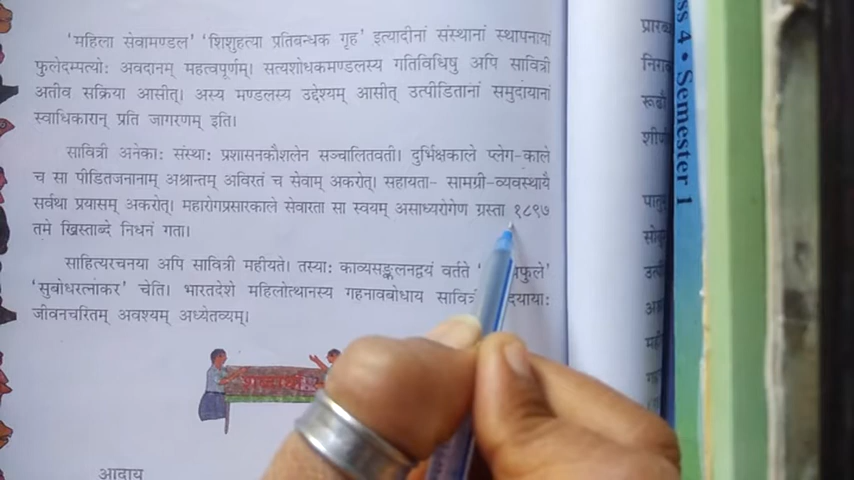 'महिला सेवामण्डल' 'शिशुहत्या प्रतिबन्धक गृह' इत्यादीनां संस्थानां स्थापनायां
फुलेदम्पत्योः अवदानम् महत्वपूर्णम्। सत्यशोधकमण्डलस्य गतिविधिषु अपि सावित्री
अतीव सक्रिया आसीत्। अस्य मण्डलस्य उद्देश्यम् आसीत् उत्पीडितानां समुदायानां
स्वाधिकारान् प्रति जागरणम् इति।
सावित्री अनेकाः संस्थाः प्रशासनकौशलेन सञ्चालितवती। दुर्भिक्षकाले प्लेग-काले
च सा पीडितजनानाम् अश्रान्तम् अविरतं च सेवाम् अकरोत्। सहायता- सामग्री-व्यवस्थायै
सर्वथा प्रयासम् अकरोत्। महारोगप्रसारकाले सेवारता सा स्वयम् असाध्यरोगेण ग्रस्ता १८९७
तमे ख्रिस्ताब्दे निधनं गता।
साहित्यरचनया अपि सावित्री महीयते। तस्याः काव्यसङ्कलनद्वयं वर्तते
'सुबोधरत्नाकर' चेति। भारतदेशे महिलोत्थानस्य गहनावबोधाय
जीवनचरितम् अवश्यम् अध्येतव्यम्।
शब्दार्थाः
आदाय
ss 4 • Semester 1